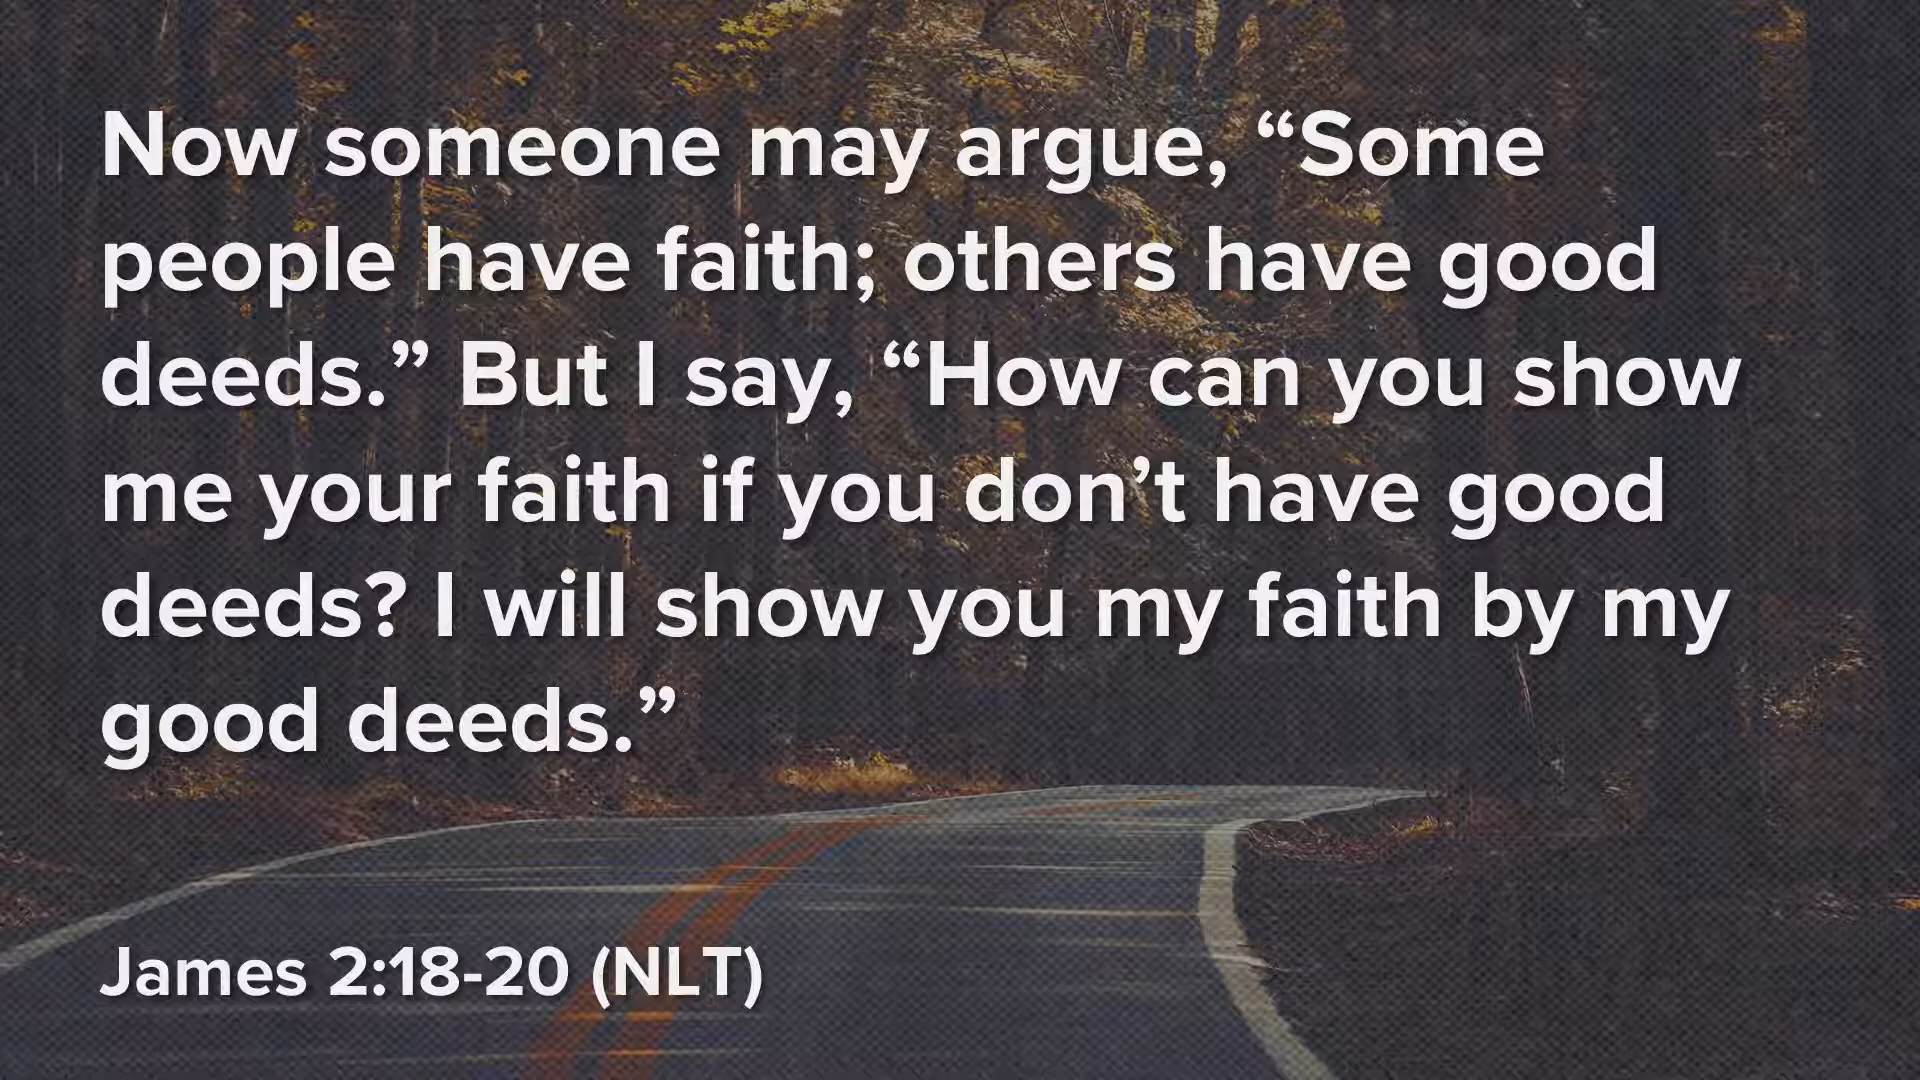 Now someone may argue, “Some
people have faith; others have good
deeds.” But I say, “How can you show
me your faith if you don’t have good
deeds? I will show you my faith by my
good deeds.”
James 2:18-20 (NLT)